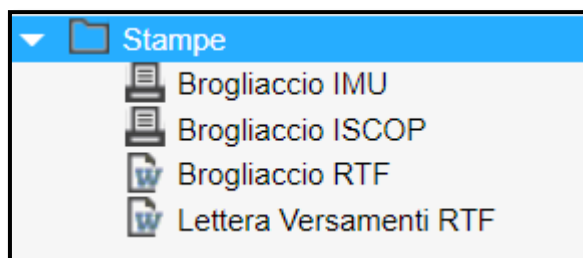 Stampe
Brogliaccio IMU
Brogliaccio ISCOP
Brogliaccio RTF
Lettera Versamenti RTF